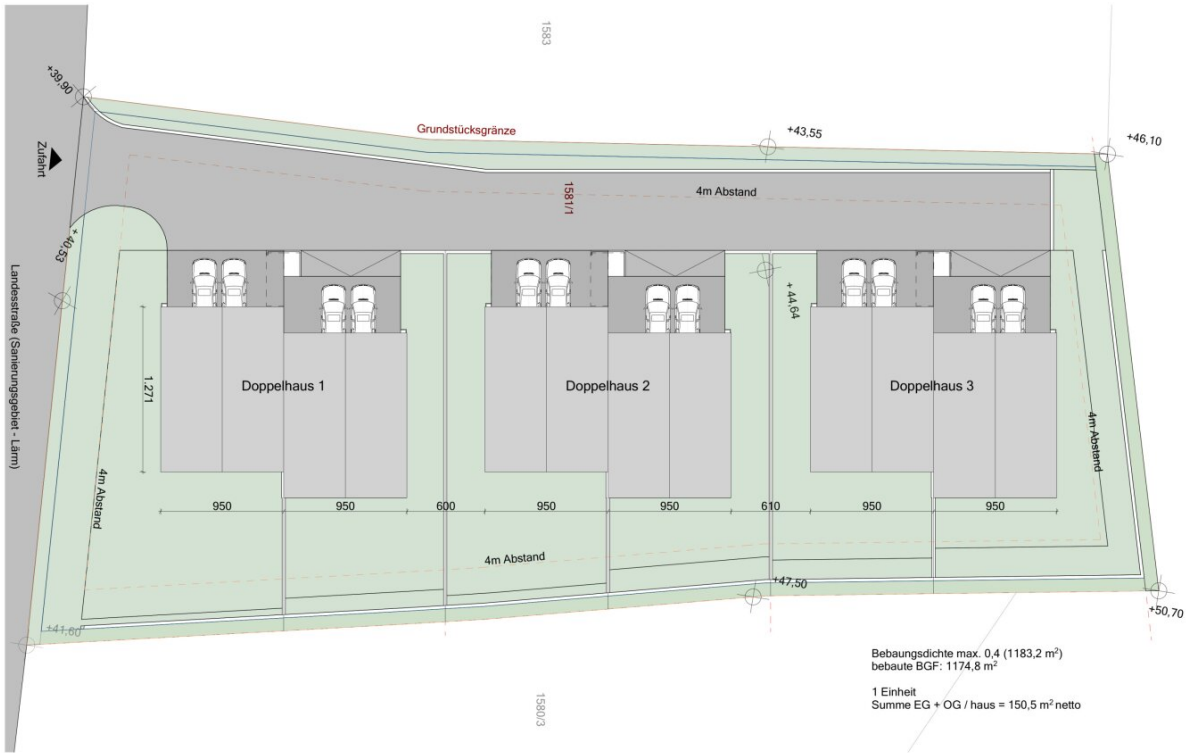 1583
+39,90
Grundstücksgränze
+43,55
+46,10
Zufahrt
1581/1
4m Abstand
+ 40,53
+ 44,64
Landesstraße (Sanierungsgebiet - Lärm)
1.271
Doppelhaus 1
Doppelhaus 2
Doppelhaus 3
4m Abstand
4m Abstand
950
950
600
950
950
610
950
950
4m Abstand
+47,50
+50,70
+41,60
Bebaungsdichte max. 0,4 (1183,2 m²)
bebaute BGF: 1174,8 m²
1 Einheit
Summe EG + OG / haus = 150,5 m² netto
1580/3